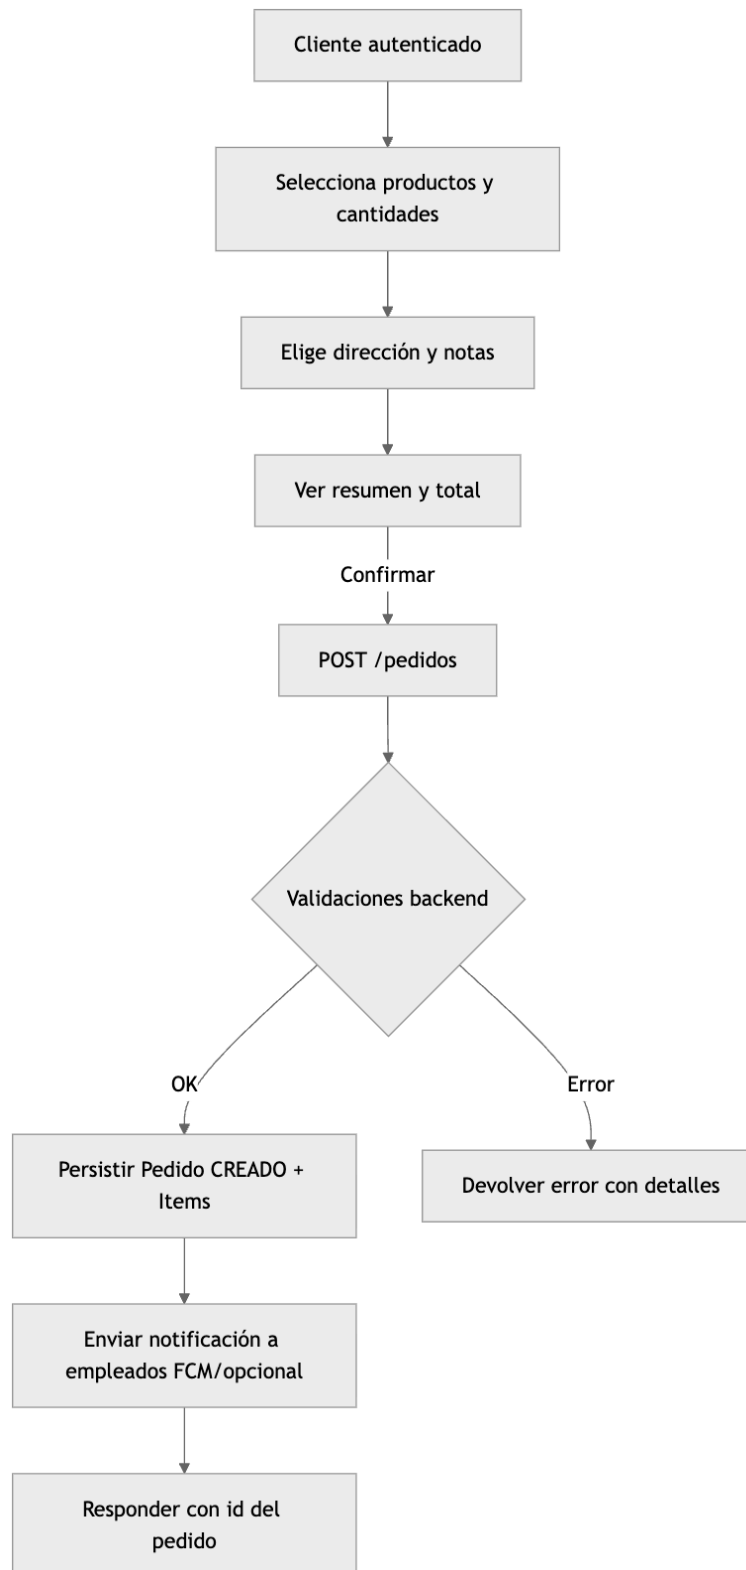 Cliente autenticado
Selecciona productos y
cantidades
Elige dirección y notas
Ver resumen y total
Confirmar
POST /pedidos
Validaciones backend
OK
Error
Persistir Pedido CREADO +
Items
Devolver error con detalles
Enviar notificación a
empleados FCM/opcional
Responder con id del
pedido